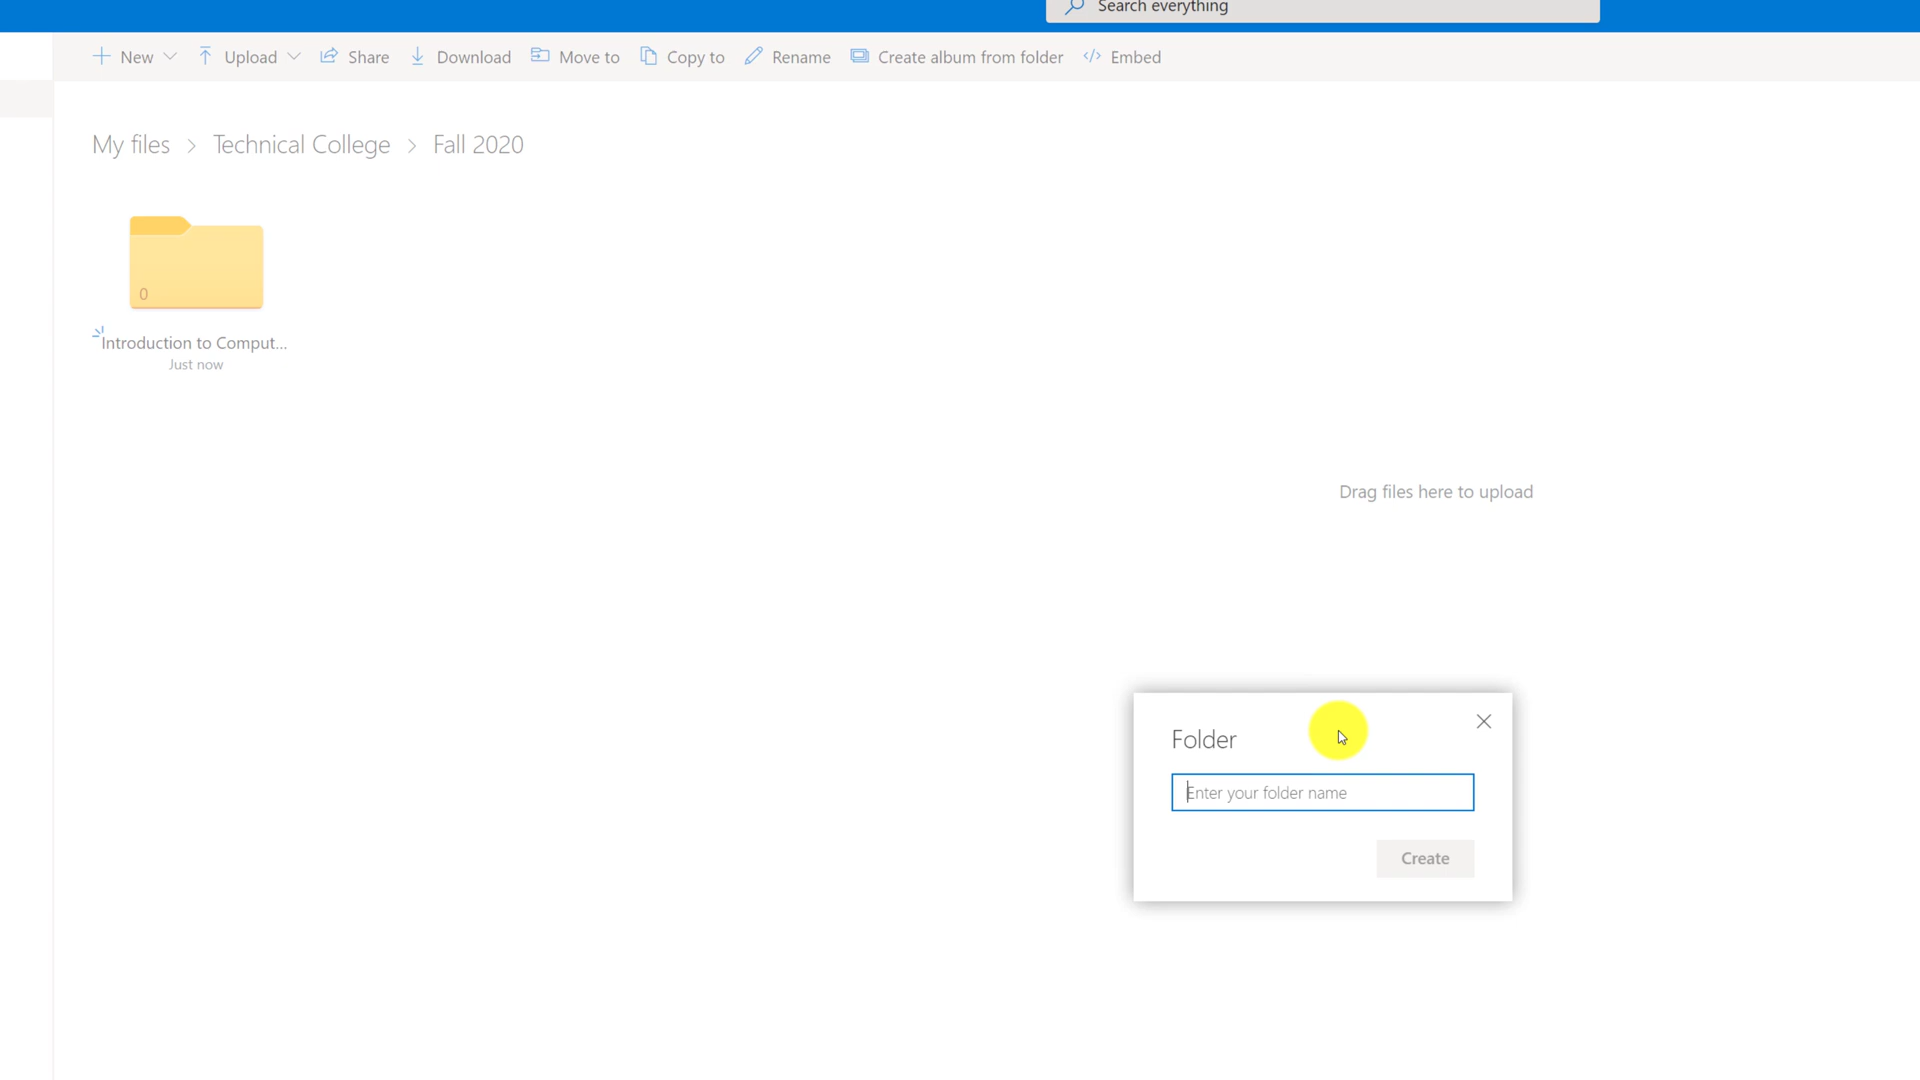 Search everything
New Upload Share Download Move to Copy to Rename Create album from folder Embed
My files > Technical College > Fall 2020
0
Introduction to Comput...
Just now
Drag files here to upload
Folder
Enter your folder name
Create